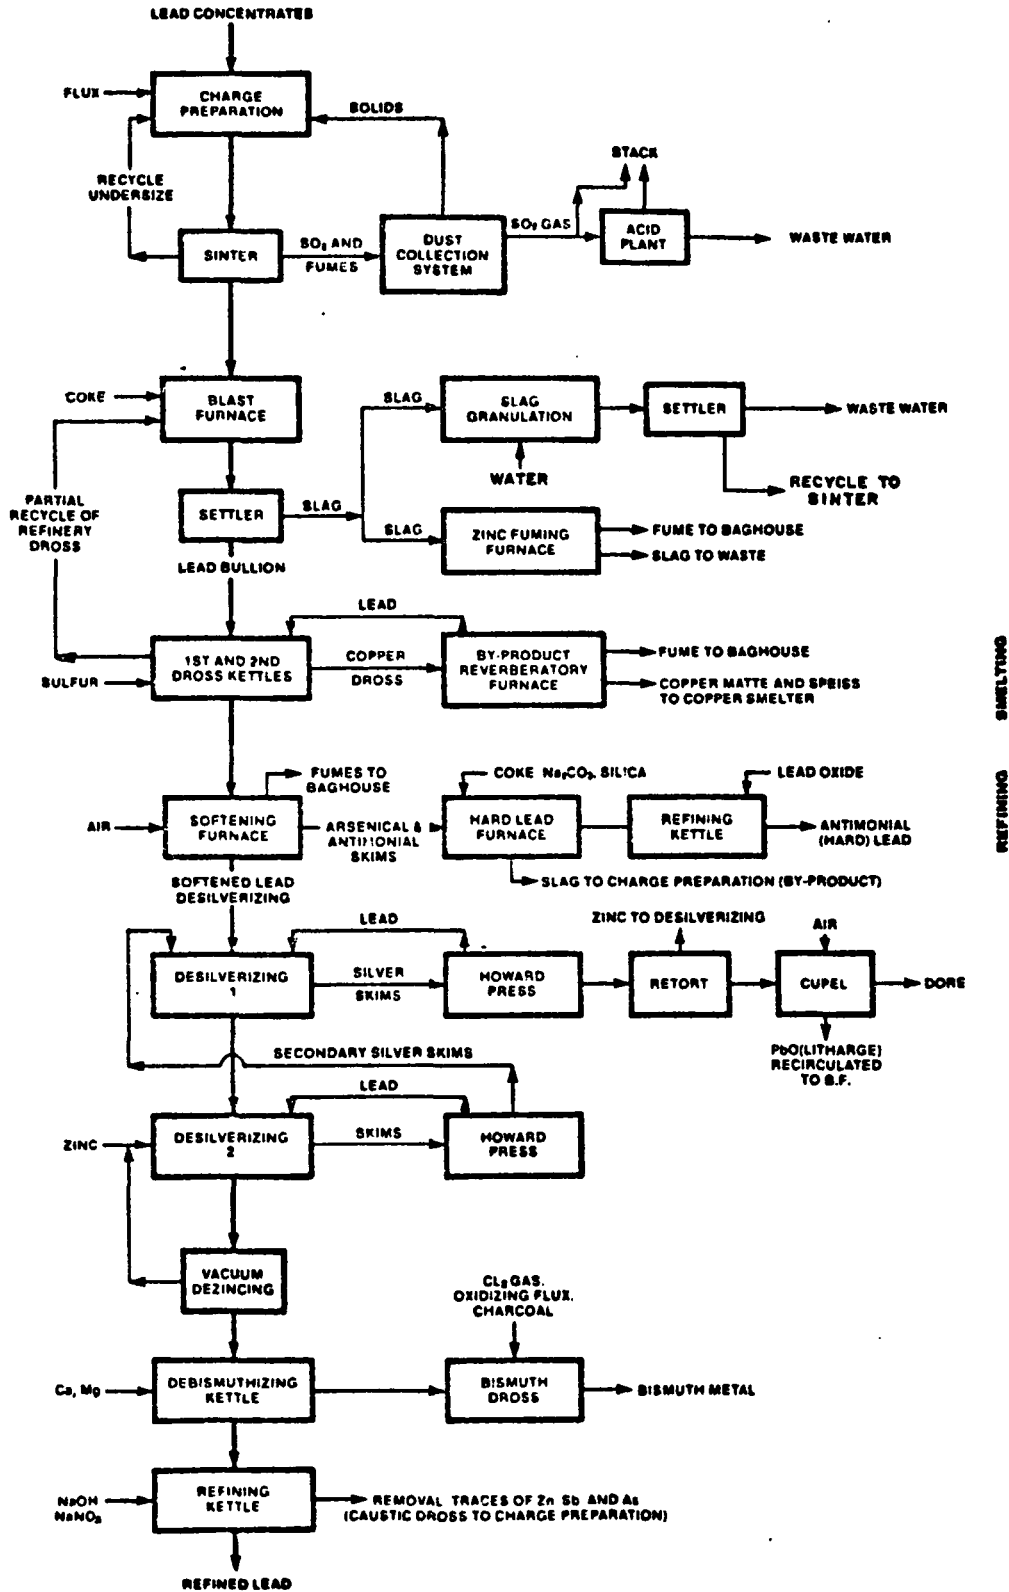 LEAD CONCENTRATES
FLUX
CHARGE
PREPARATION
SOLIDS
RECYCLE
UNDERSIZE
STACK
SINTER
SO₂ AND
FUMES
DUST
COLLECTION
SYSTEM
SO₂ GAS
ACID
PLANT
WASTE WATER
COKE
BLAST
FURNACE
SLAG
SLAG
GRANULATION
SETTLER
WASTE WATER
WATER
RECYCLE TO
SINTER
PARTIAL
RECYCLE OF
REFINERY
DROSS
SETTLER
SLAG
SLAG
ZINC FUMING
FURNACE
FUME TO BAGHOUSE
SLAG TO WASTE
LEAD BULLION
LEAD
1ST AND 2ND
DROSS KETTLES
SULFUR
COPPER
DROSS
BY-PRODUCT
REVERBERATORY
FURNACE
FUME TO BAGHOUSE
COPPER MATTE AND SPEISS
TO COPPER SMELTER
SMELTING
REFINING
FUMES TO
BAGHOUSE
COKE Na₂CO₃, SILICA
LEAD OXIDE
AIR
SOFTENING
FURNACE
ARSENICAL &
ANTIMONIAL
SKIMS
HARD LEAD
FURNACE
REFINING
KETTLE
ANTIMONIAL
(HARD) LEAD
SLAG TO CHARGE PREPARATION (BY-PRODUCT)
SOFTENED LEAD
DESILVERIZING
ZINC TO DESILVERIZING
LEAD
AIR
DESILVERIZING
1
SILVER
SKIMS
HOWARD
PRESS
RETORT
CUPEL
DORE
PbO(LITHARGE)
RECIRCULATED
TO B.F.
SECONDARY SILVER SKIMS
LEAD
ZINC
DESILVERIZING
2
SKIMS
HOWARD
PRESS
VACUUM
DEZINCING
CL₂ GAS,
OXIDIZING FLUX,
CHARCOAL
Ca, Mg
DEBISMUTHIZING
KETTLE
BISMUTH
DROSS
BISMUTH METAL
NaOH
NaNO₃
REFINING
KETTLE
REMOVAL TRACES OF Zn Sb AND As
(CAUSTIC DROSS TO CHARGE PREPARATION)
REFINED LEAD